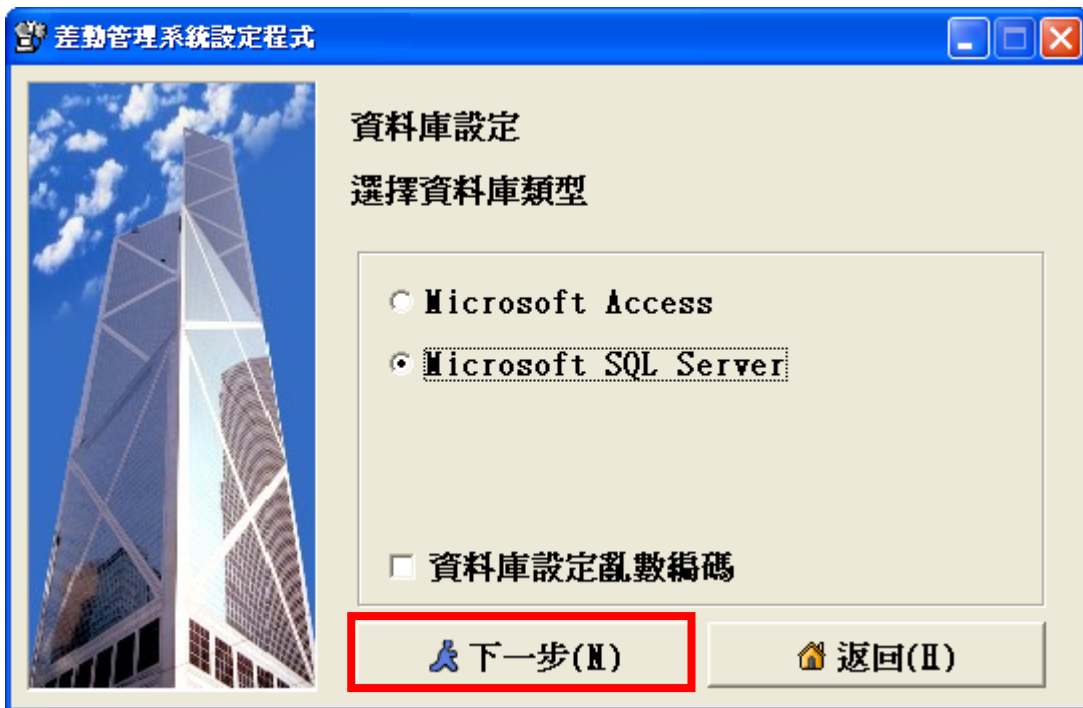 差勤管理系統設定程式
資料庫設定
選擇資料庫類型
Microsoft Access
Microsoft SQL Server
資料庫設定亂數編碼
下一步(N)
返回(H)